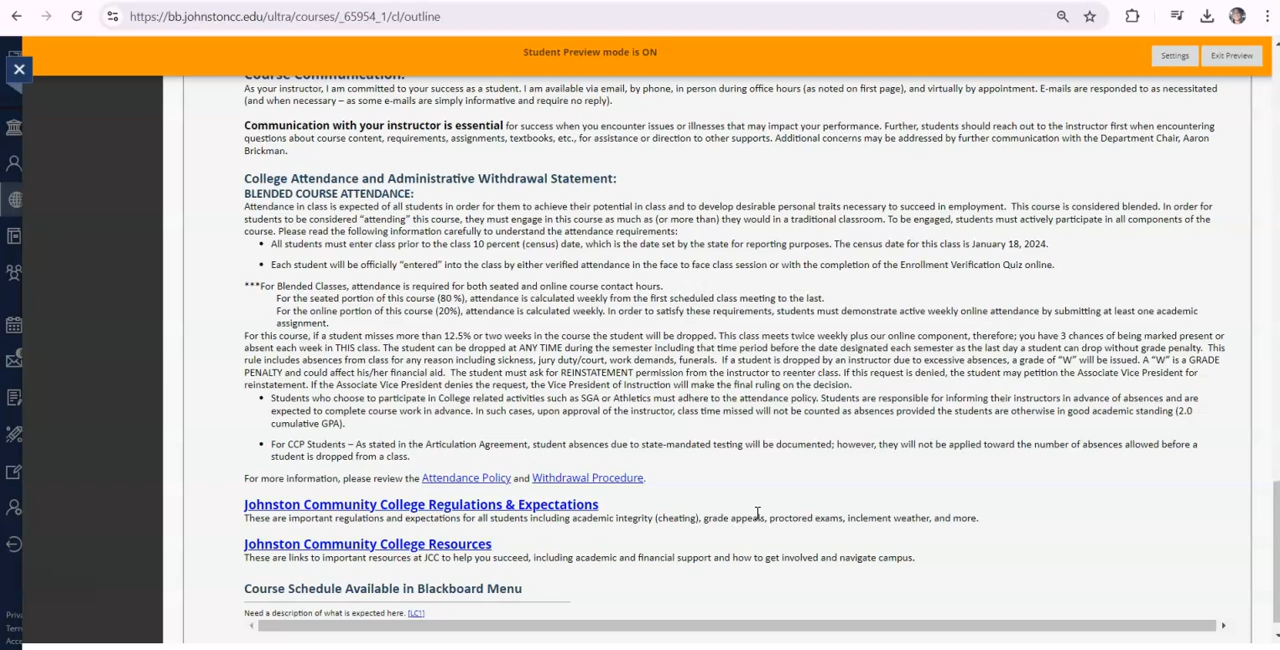 https://bb.johnstoncc.edu/ultra/courses/_65954_1/cl/outline
Student Preview mode is ON
Settings
Exit Preview
Course Communication:
As your instructor, I am committed to your success as a student. I am available via email, by phone, in person during office hours (as noted on first page), and virtually by appointment. E-mails are responded to as necessitated
(and when necessary – as some e-mails are simply informative and require no reply).
Communication with your instructor is essential for success when you encounter issues or illnesses that may impact your performance. Further, students should reach out to the instructor first when encountering
questions about course content, requirements, assignments, textbooks, etc., for assistance or direction to other supports. Additional concerns may be addressed by further communication with the Department Chair, Aaron
Brickman.
College Attendance and Administrative Withdrawal Statement:
BLENDED COURSE ATTENDANCE:
Attendance in class is expected of all students in order for them to achieve their potential in class and to develop desirable personal traits necessary to succeed in employment. This course is considered blended. In order for
students to be considered “attending” this course, they must engage in this course as much as (or more than) they would in a traditional classroom. To be engaged, students must actively participate in all components of the
course. Please read the following information carefully to understand the attendance requirements:
• All students must enter class prior to the class 10 percent (census) date, which is the date set by the state for reporting purposes. The census date for this class is January 18, 2024.
• Each student will be officially “entered” into the class by either verified attendance in the face to face class session or with the completion of the Enrollment Verification Quiz online.
***For Blended Classes, attendance is required for both seated and online course contact hours.
For the seated portion of this course (80 %), attendance is calculated weekly from the first scheduled class meeting to the last.
For the online portion of this course (20%), attendance is calculated weekly. In order to satisfy these requirements, students must demonstrate active weekly online attendance by submitting at least one academic
assignment.
For this course, if a student misses more than 12.5% or two weeks in the course the student will be dropped. This class meets twice weekly plus our online component, therefore; you have 3 chances of being marked present or
absent each week in THIS class. The student can be dropped at ANY TIME during the semester including that time period before the date designated each semester as the last day a student can drop without grade penalty. This
rule includes absences from class for any reason including sickness, jury duty/court, work demands, funerals. If a student is dropped by an instructor due to excessive absences, a grade of “W” will be issued. A “W” is a GRADE
PENALTY and could affect his/her financial aid. The student must ask for REINSTATEMENT permission from the instructor to reenter class. If this request is denied, the student may petition the Associate Vice President for
reinstatement. If the Associate Vice President denies the request, the Vice President of Instruction will make the final ruling on the decision.
• Students who choose to participate in College related activities such as SGA or Athletics must adhere to the attendance policy. Students are responsible for informing their instructors in advance of absences and are
expected to complete course work in advance. In such cases, upon approval of the instructor, class time missed will not be counted as absences provided the students are otherwise in good academic standing (2.0
cumulative GPA).
• For CCP Students – As stated in the Articulation Agreement, student absences due to state-mandated testing will be documented; however, they will not be applied toward the number of absences allowed before a
student is dropped from a class.
For more information, please review the Attendance Policy and Withdrawal Procedure.
Johnston Community College Regulations & Expectations
These are important regulations and expectations for all students including academic integrity (cheating), grade appeals, proctored exams, inclement weather, and more.
Johnston Community College Resources
These are links to important resources at JCC to help you succeed, including academic and financial support and how to get involved and navigate campus.
Course Schedule Available in Blackboard Menu
Need a description of what is expected here. [LC1]
Priva
Term
Acce